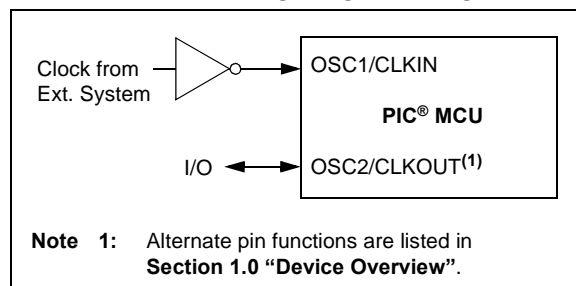 Clock from
Ext. System
OSC1/CLKIN
PIC® MCU
I/O
OSC2/CLKOUT(1)
Note 1: Alternate pin functions are listed in
Section 1.0 “Device Overview”.